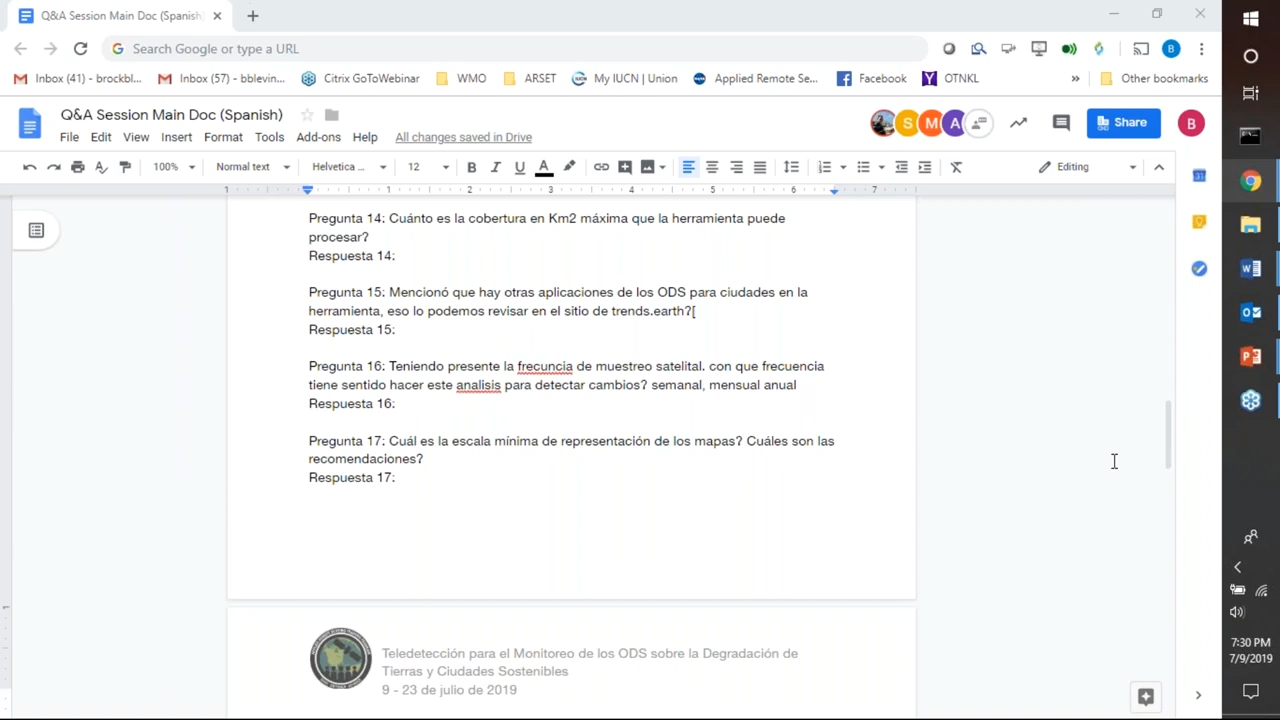 Q&A Session Main Doc (Spanish)
Search Google or type a URL
B
Inbox (41) - brockbl...
Inbox (57) - bblevin...
Citrix GoToWebinar
WMO
ARSET
My IUCN | Union
Applied Remote Se...
Facebook
OTNKL
»
Other bookmarks
Q&A Session Main Doc (Spanish)
File Edit View Insert Format Tools Add-ons Help All changes saved in Drive
S M A
Share
B
100% Normal text Helvetica ... 12 B I U A Editing
1 1 2 3 4 5 6 7
Pregunta 14: Cuánto es la cobertura en Km2 máxima que la herramienta puede
procesar?
Respuesta 14:
Pregunta 15: Mencionó que hay otras aplicaciones de los ODS para ciudades en la
herramienta, eso lo podemos revisar en el sitio de trends.earth?[
Respuesta 15:
Pregunta 16: Teniendo presente la frecuncia de muestreo satelital. con que frecuencia
tiene sentido hacer este analisis para detectar cambios? semanal, mensual anual
Respuesta 16:
Pregunta 17: Cuál es la escala mínima de representación de los mapas? Cuáles son las
recomendaciones?
Respuesta 17:
Teledetección para el Monitoreo de los ODS sobre la Degradación de
Tierras y Ciudades Sostenibles
9 - 23 de julio de 2019
7:30 PM
7/9/2019